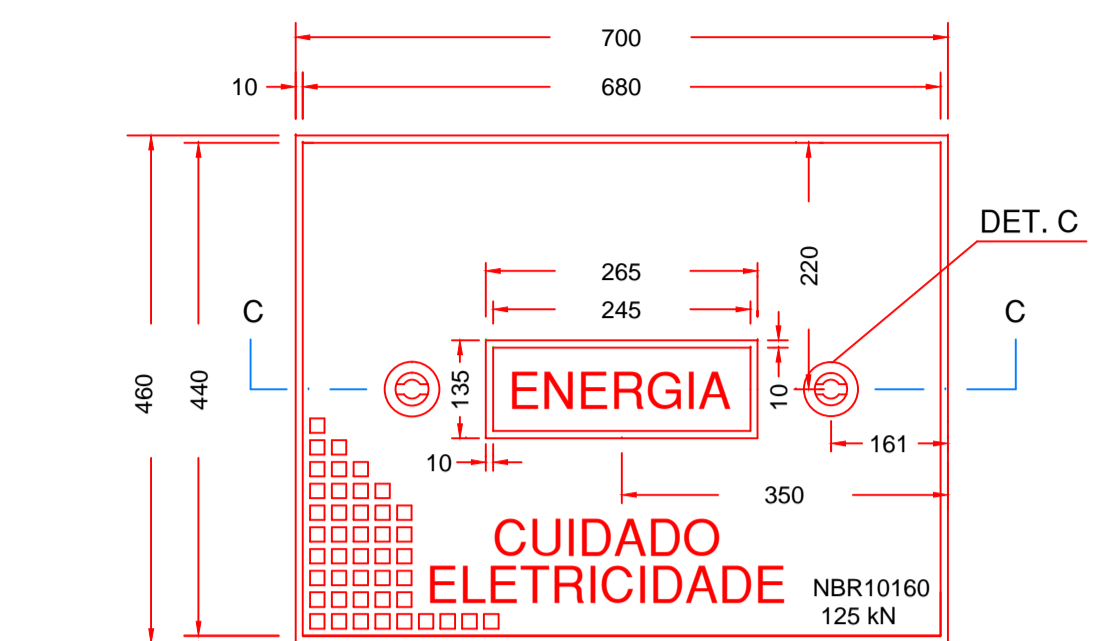 700
10
680
DET. C
220
265
245
C
C
460
440
135
ENERGIA
10
161
10
350
CUIDADO
ELETRICIDADE
NBR10160
125 kN